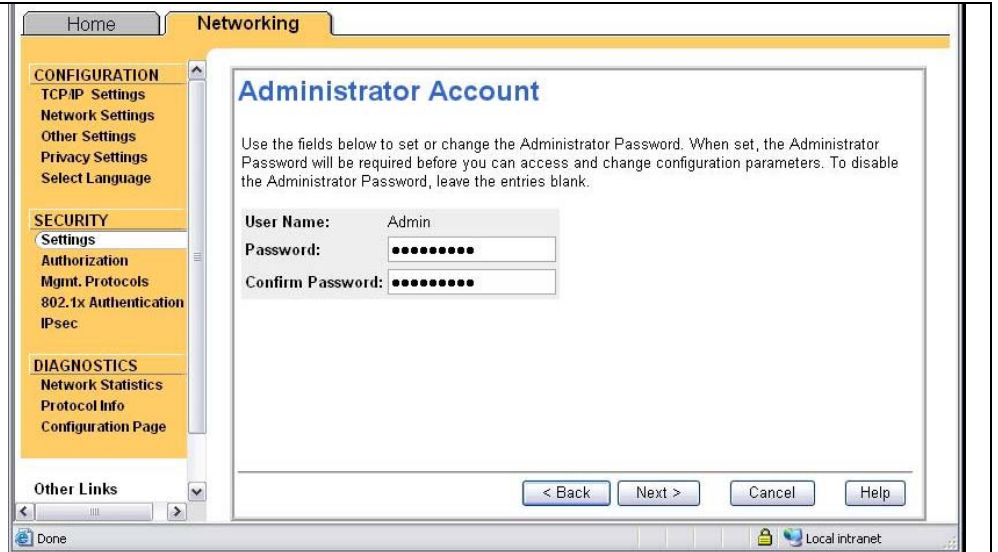 Home
Networking
CONFIGURATION
TCP/IP Settings
Network Settings
Other Settings
Privacy Settings
Select Language
SECURITY
Settings
Authorization
Mgmt. Protocols
802.1x Authentication
IPsec
DIAGNOSTICS
Network Statistics
Protocol Info
Configuration Page
Other Links
Administrator Account
Use the fields below to set or change the Administrator Password. When set, the Administrator
Password will be required before you can access and change configuration parameters. To disable
the Administrator Password, leave the entries blank.
User Name: Admin
Password: ●●●●●●●●●
Confirm Password: ●●●●●●●●●
< Back Next > Cancel Help
Done Local intranet